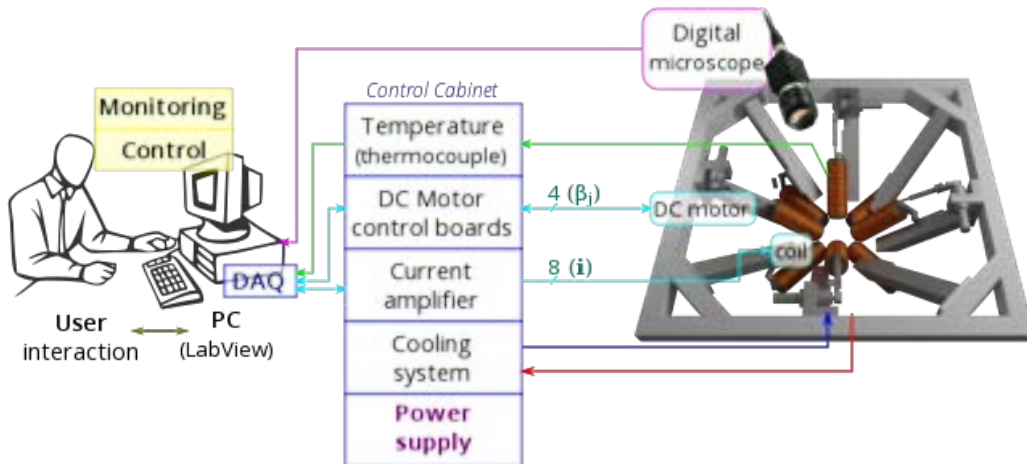 Digital
microscope
Control Cabinet
Monitoring
Control
Temperature
(thermocouple)
DC Motor
control boards
4 (βj)
DC motor
DAQ
Current
amplifier
8 (i)
coil
User
interaction
PC
(LabView)
Cooling
system
Power
supply